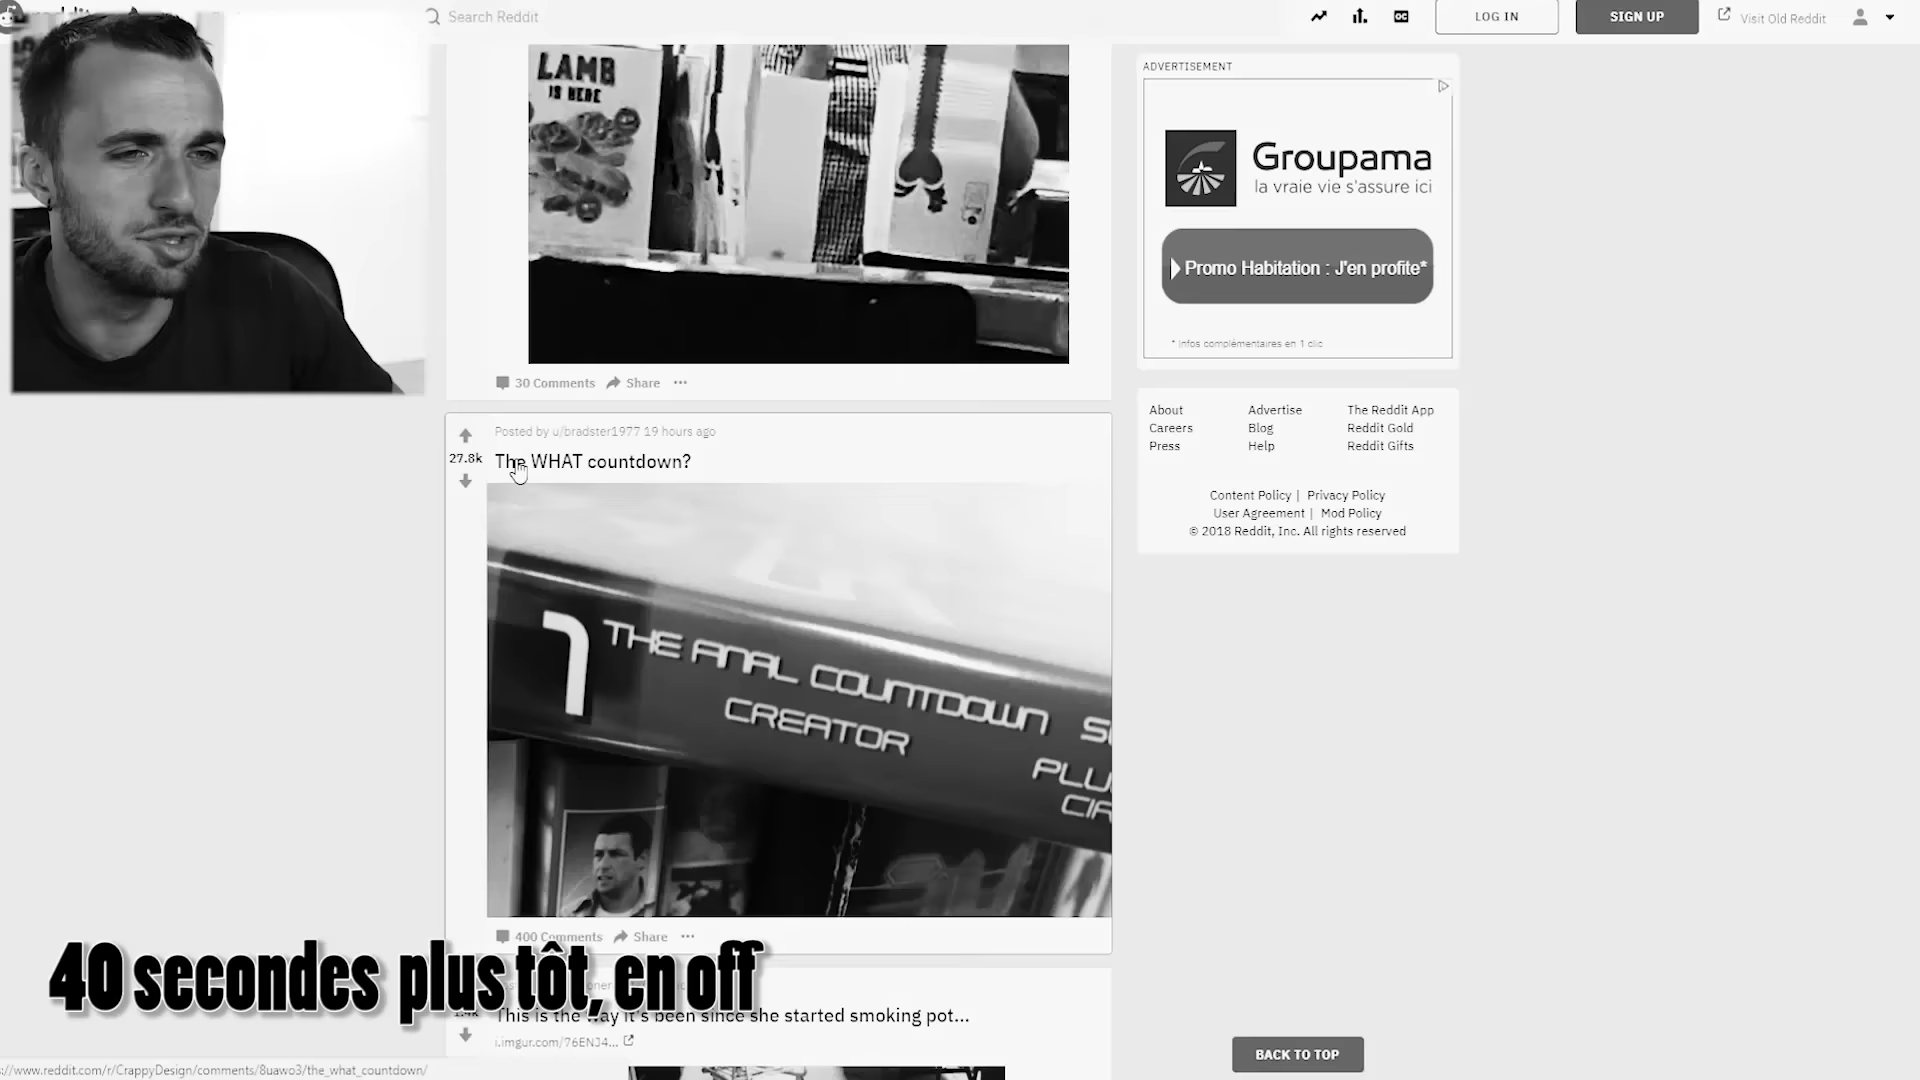 Search Reddit
LOG IN
SIGN UP
Visit Old Reddit
LAMB
IS HERE
30 Comments
Share
Posted by u/bradster1977 19 hours ago
27.8k
The WHAT countdown?
7
THE ANAL COUNTDOWN
CREATOR
400 Comments
Share
This is the way it's been since she started smoking pot...
i.imgur.com/76ENJ4...
ADVERTISEMENT
Groupama
la vraie vie s'assure ici
Promo Habitation : J'en profite*
* infos complémentaires en 1 clic
About
Advertise
The Reddit App
Careers
Blog
Reddit Gold
Press
Help
Reddit Gifts
Content Policy | Privacy Policy
User Agreement | Mod Policy
© 2018 Reddit, Inc. All rights reserved
BACK TO TOP
40 secondes plus tôt, en off
://www.reddit.com/r/CrappyDesign/comments/8uawo3/the_what_countdown/